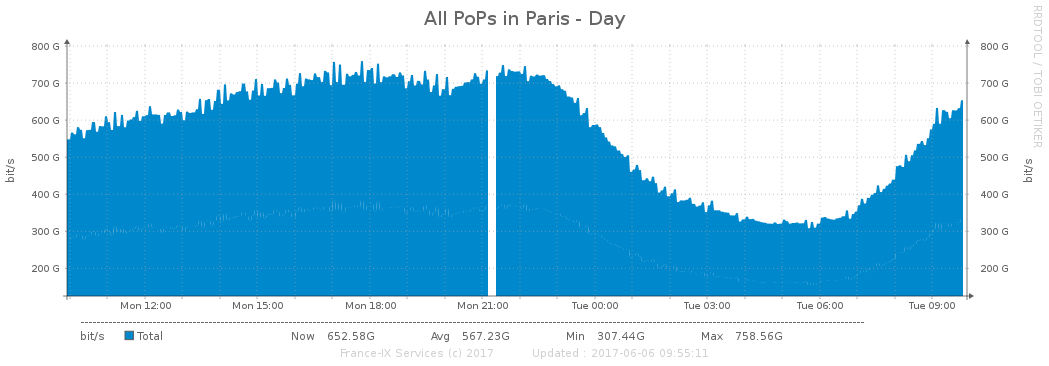 All PoPs in Paris - Day
RRDTOOL / TOBI OETIKER
800 G 800 G
700 G 700 G
600 G 600 G
500 G 500 G
400 G 400 G
300 G 300 G
200 G 200 G
bit/s bit/s
Mon 12:00 Mon 15:00 Mon 18:00 Mon 21:00 Tue 00:00 Tue 03:00 Tue 06:00 Tue 09:00
bit/s Total Now 652.58G Avg 567.23G Min 307.44G Max 758.56G
France-IX Services (c) 2017 Updated : 2017-06-06 09:55:11